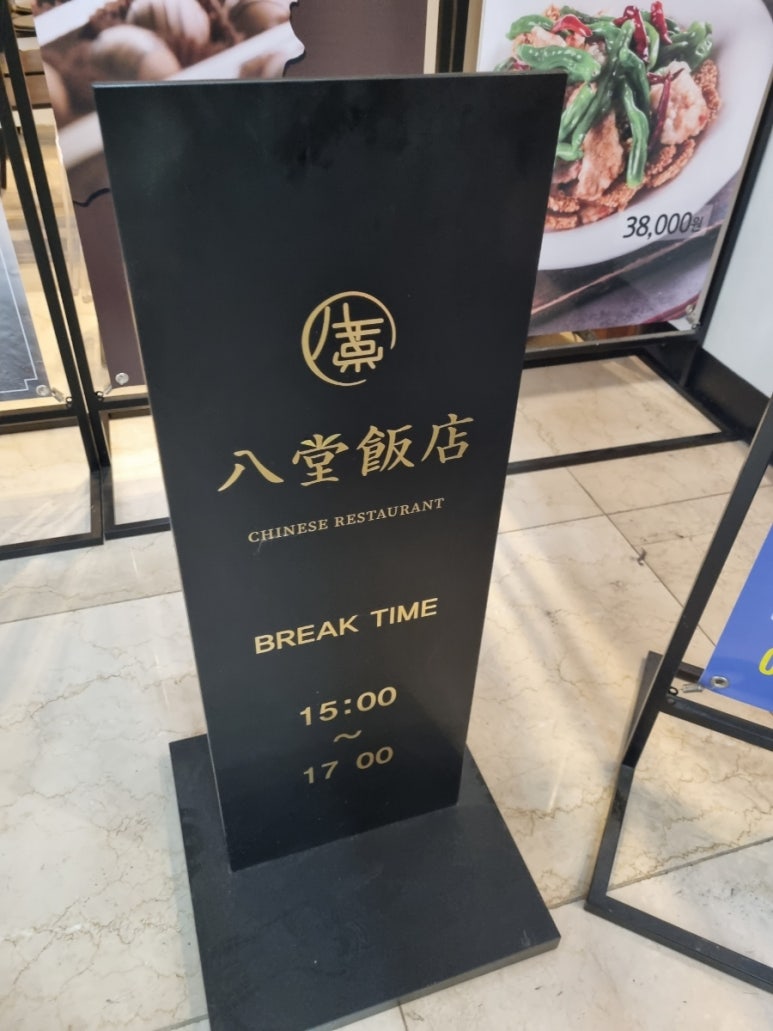 38,000원
八堂飯店
CHINESE RESTAURANT
BREAK TIME
15:00
~
17 00